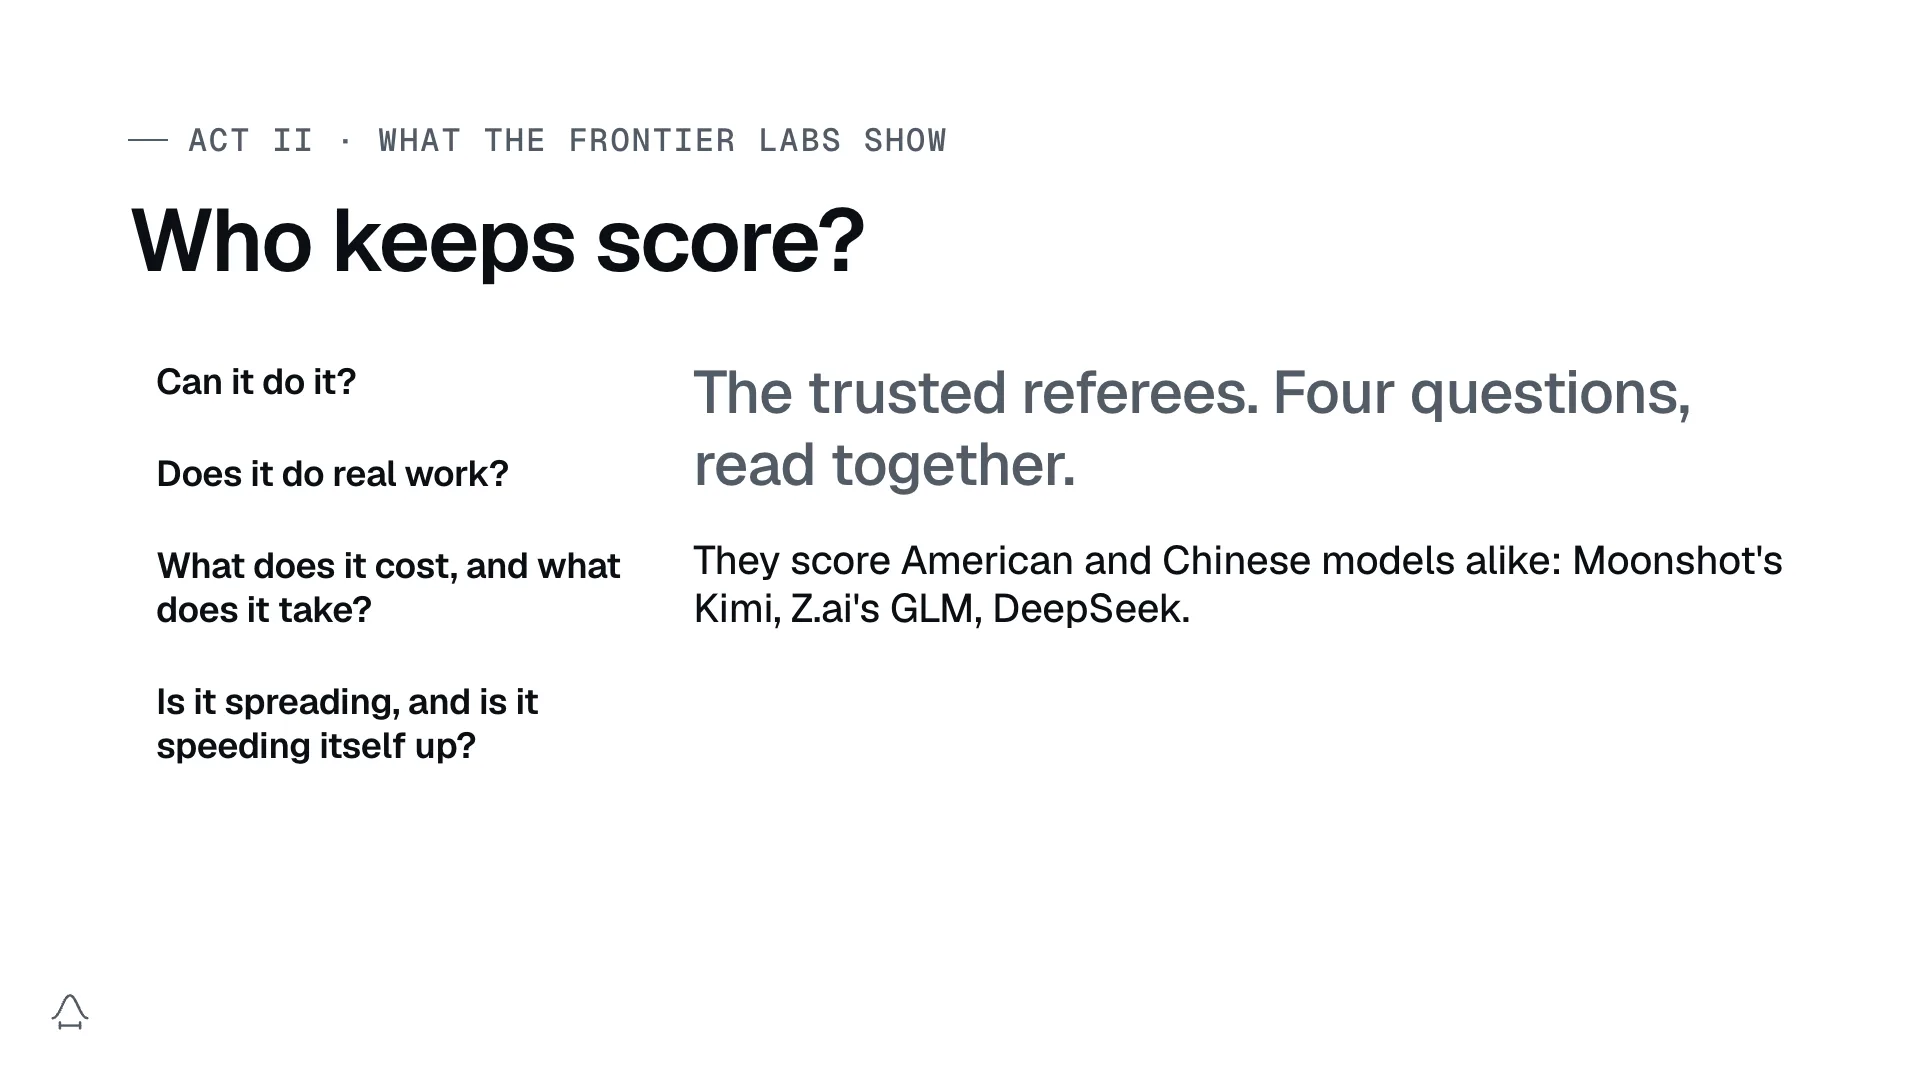 ACT II · WHAT THE FRONTIER LABS SHOW
Who keeps score?
Can it do it?
Does it do real work?
What does it cost, and what
does it take?
Is it spreading, and is it
speeding itself up?
The trusted referees. Four questions,
read together.
They score American and Chinese models alike: Moonshot's
Kimi, Z.ai's GLM, DeepSeek.